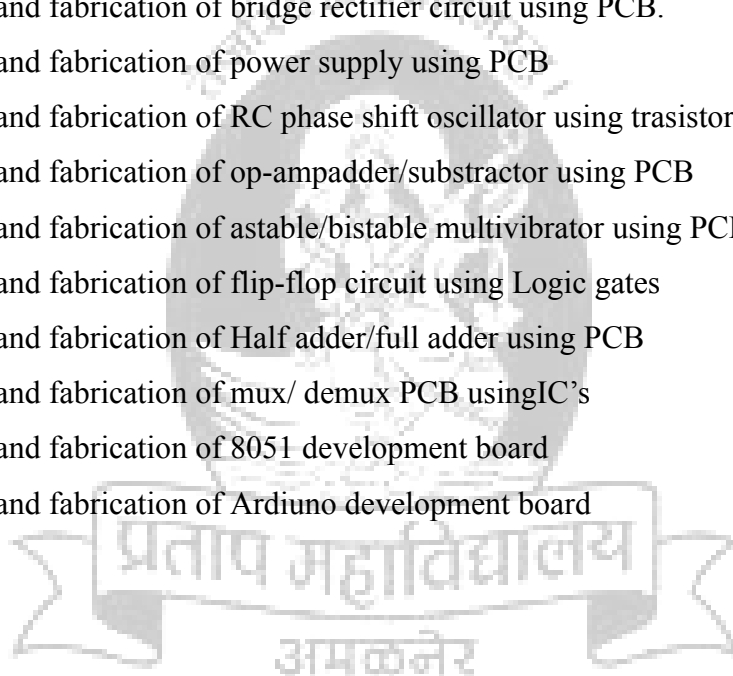 and fabrication of bridge rectifier circuit using PCB.
and fabrication of power supply using PCB
and fabrication of RC phase shift oscillator using trasistor
and fabrication of op-ampadder/substractor using PCB
and fabrication of astable/bistable multivibrator using PCB
and fabrication of flip-flop circuit using Logic gates
and fabrication of Half adder/full adder using PCB
and fabrication of mux/ demux PCB usingIC’s
and fabrication of 8051 development board
and fabrication of Ardiuno development board
प्रताप महाविद्यालय
अमळनेर